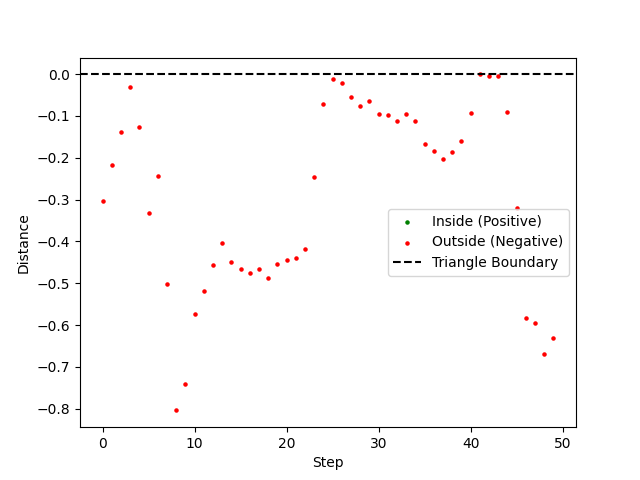 0.0
−0.1
−0.2
−0.3
−0.4
−0.5
−0.6
−0.7
−0.8
Distance
Inside (Positive)
Outside (Negative)
Triangle Boundary
0 10 20 30 40 50
Step